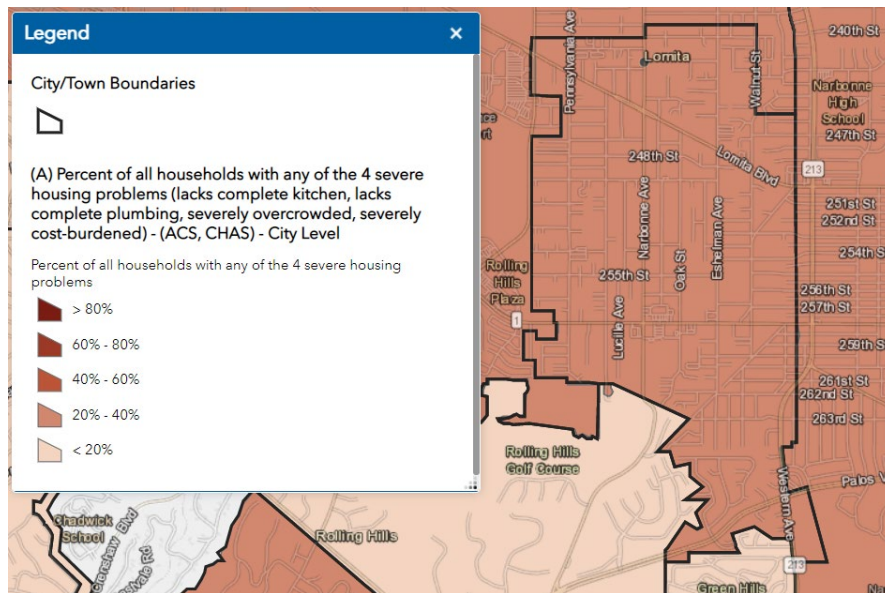 Legend
×
City/Town Boundaries
(A) Percent of all households with any of the 4 severe
housing problems (lacks complete kitchen, lacks
complete plumbing, severely overcrowded, severely
cost-burdened) - (ACS, CHAS) - City Level
Percent of all households with any of the 4 severe housing
problems
> 80%
60% - 80%
40% - 60%
20% - 40%
< 20%
Pennsylvania Ave
Lomita
Walnut St
240th St
Narbonne
High
School
247th St
248th St
Lomita Blvd
213
251st St
252nd St
Narbonne Ave
Eshelman Ave
254th St
Rolling
Hills
Plaza
255th St
Oak St
256th St
257th St
1
Lucille Ave
259th S
261st St
262nd St
263rd St
Rolling Hills
Golf Course
Western Ave
Palos V
Chadwick
School
Crenshaw Blvd
Rolling Hills
213
Green Hills
Na